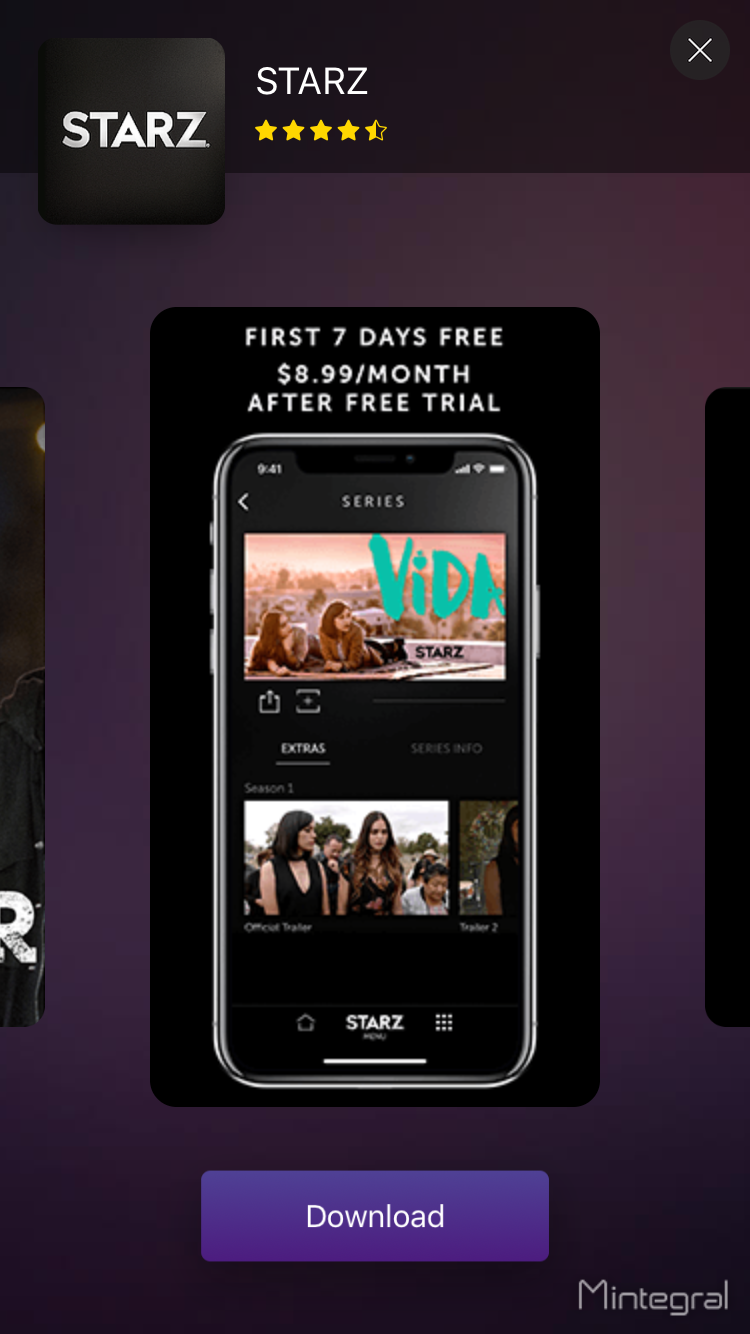 STARZ
STARZ
FIRST 7 DAYS FREE
$8.99/MONTH
AFTER FREE TRIAL
9:41
SERIES
ViDA
STARZ
EXTRAS
SERIES INFO
Season 1
Official Trailer
Trailer 2
STARZ
MENU
R
Download
Mintegral